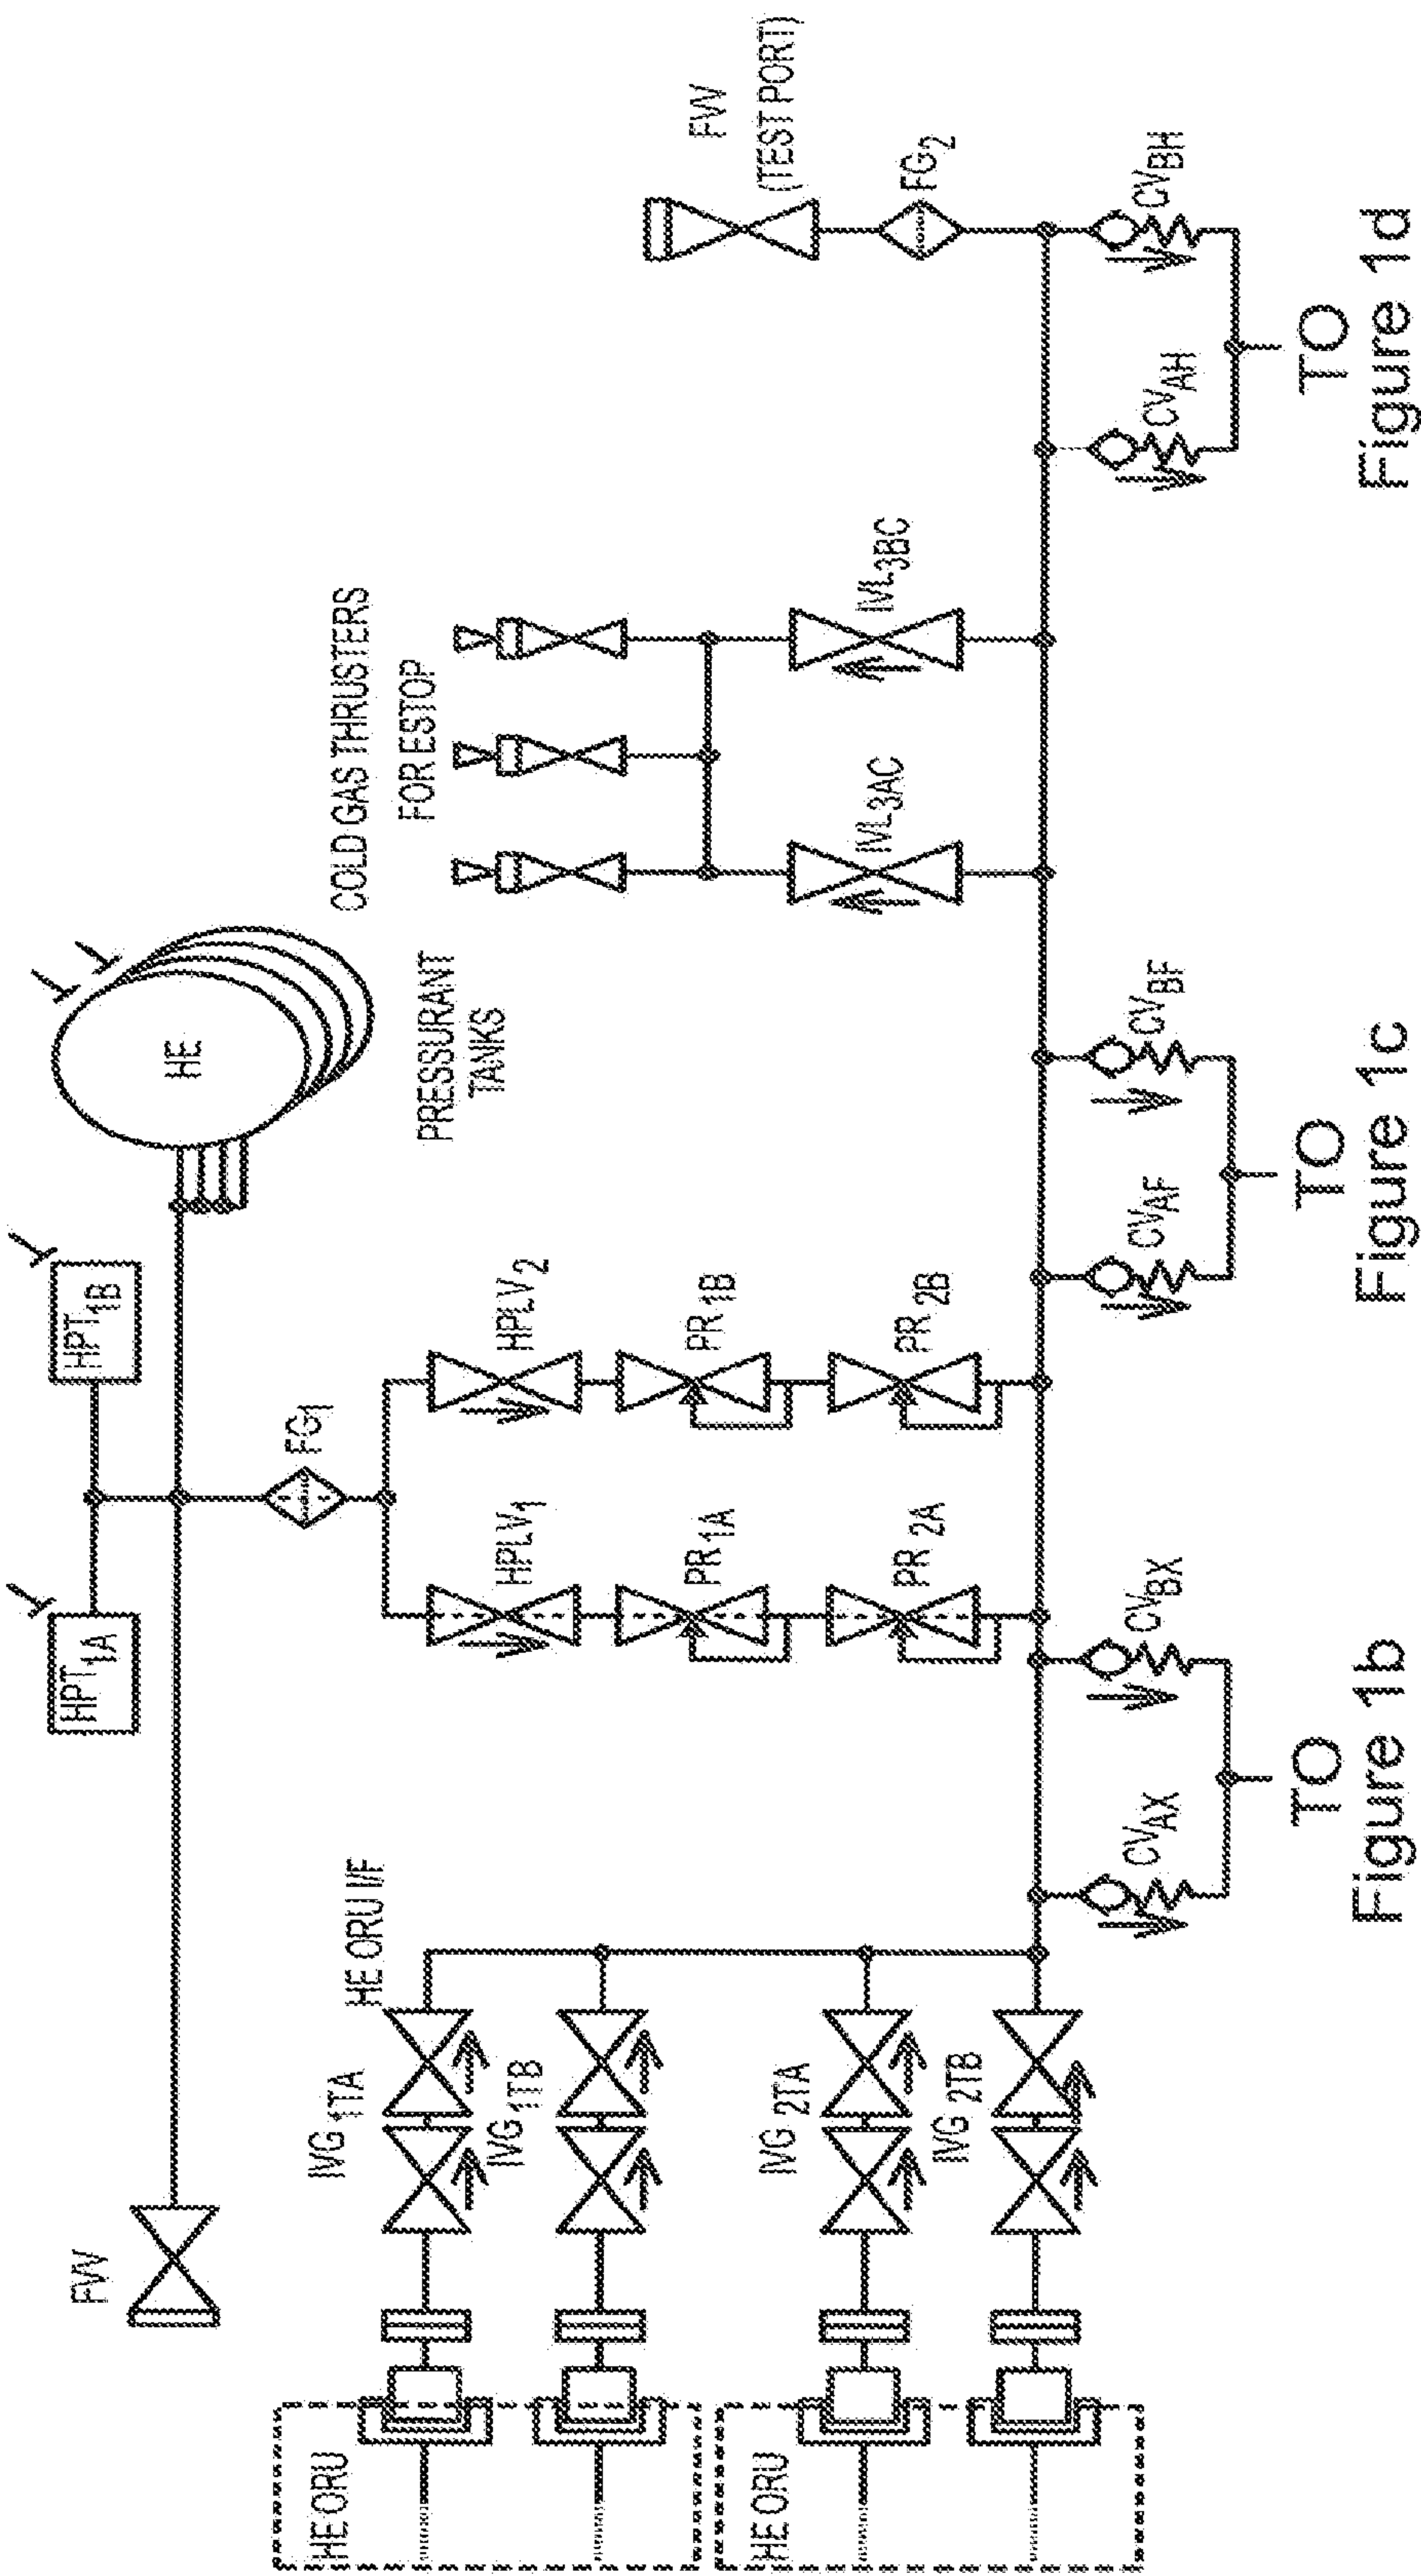 FVV
HPT1A
HPT1B
HE
PRESSURANT
TANKS
COLD GAS THRUSTERS
FOR ESTOP
FVV
(TEST PORT)
FG1
FG2
HE ORU I/F
HPLV1
HPLV2
PR1A
PR1B
PR2A
PR2B
IVL3AC
IVL3BC
IVG1TA
IVG1TB
IVG2TA
IVG2TB
HE ORU
HE ORU
CVAX
CVBX
CVAF
CVBF
CVAH
CVBH
TO
Figure 1b
TO
Figure 1c
TO
Figure 1d